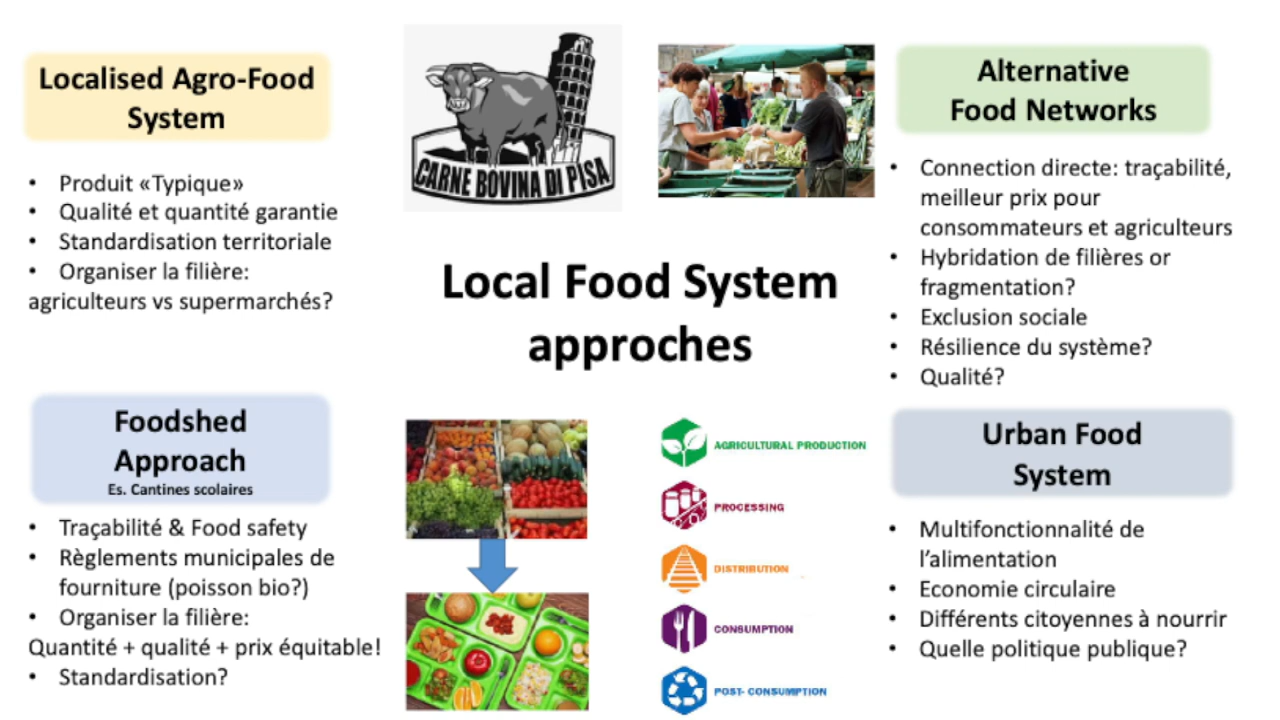 Localised Agro-Food
System
• Produit «Typique»
• Qualité et quantité garantie
• Standardisation territoriale
• Organiser la filière:
agriculteurs vs supermarchés?
CARNE BOVINA DI PISA
Alternative
Food Networks
• Connection directe: traçabilité,
meilleur prix pour
consommateurs et agriculteurs
• Hybridation de filières or
fragmentation?
• Exclusion sociale
• Résilience du système?
• Qualité?
Local Food System
approches
Foodshed
Approach
Es. Cantines scolaires
• Traçabilité & Food safety
• Règlements municipales de
fourniture (poisson bio?)
• Organiser la filière:
Quantité + qualité + prix équitable!
• Standardisation?
AGRICULTURAL PRODUCTION
PROCESSING
DISTRIBUTION
CONSUMPTION
POST- CONSUMPTION
Urban Food
System
• Multifonctionnalité de
l’alimentation
• Economie circulaire
• Différents citoyennes à nourrir
• Quelle politique publique?